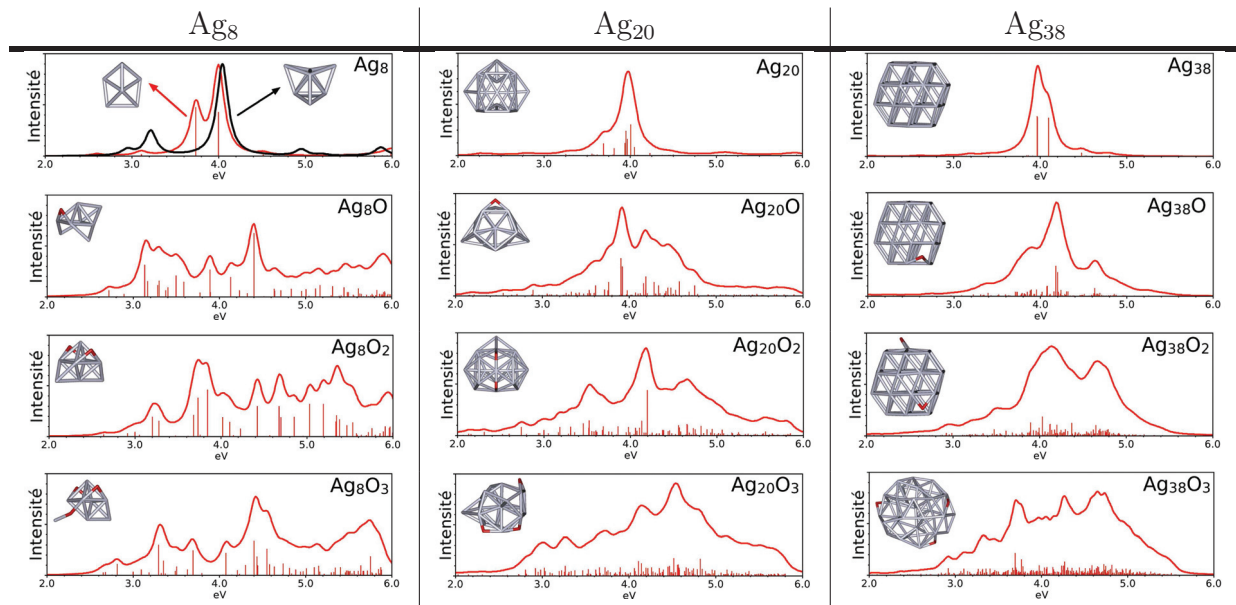 Ag8 Ag20 Ag38
Ag8
Intensité
2.0 3.0 4.0 5.0 6.0
eV
Ag20
Intensité
2.0 3.0 4.0 5.0 6.0
eV
Ag38
Intensité
2.0 3.0 4.0 5.0 6.0
eV
Ag8O
Intensité
2.0 3.0 4.0 5.0 6.0
eV
Ag20O
Intensité
2.0 3.0 4.0 5.0 6.0
eV
Ag38O
Intensité
2.0 3.0 4.0 5.0 6.0
eV
Ag8O2
Intensité
2.0 3.0 4.0 5.0 6.0
eV
Ag20O2
Intensité
2.0 3.0 4.0 5.0 6.0
eV
Ag38O2
Intensité
2.0 3.0 4.0 5.0 6.0
eV
Ag8O3
Intensité
2.0 3.0 4.0 5.0 6.0
eV
Ag20O3
Intensité
2.0 3.0 4.0 5.0 6.0
eV
Ag38O3
Intensité
2.0 3.0 4.0 5.0 6.0
eV